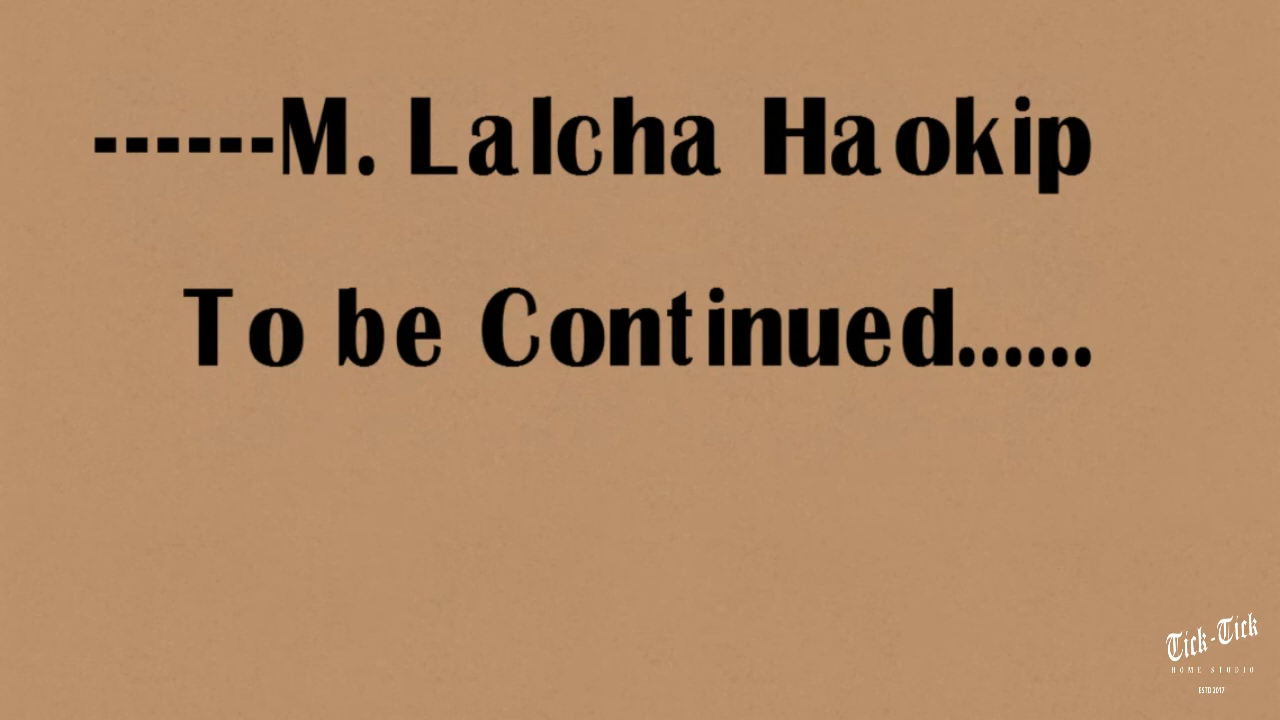 ------M. Lalcha Haokip
To be Continued......
Tick-Tick
HOME STUDIO
ESTD 2017